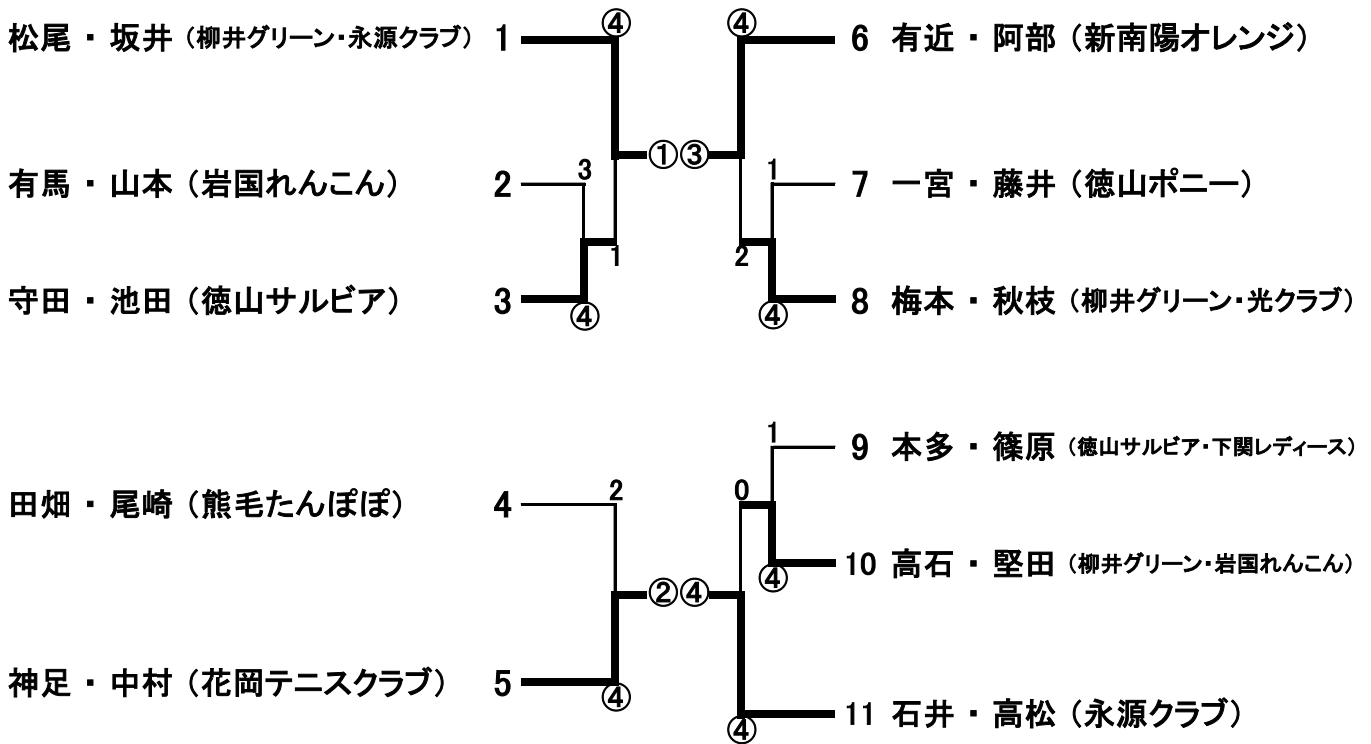 松尾 ・ 坂井 （柳井グリーン・永源クラブ） 1
④
④
6 有近 ・ 阿部 （新南陽オレンジ）
① ③
有馬 ・ 山本 （岩国れんこん） 2
3
1
7 一宮 ・ 藤井 （徳山ポニー）
1
2
守田 ・ 池田 （徳山サルビア） 3
④
④
8 梅本 ・ 秋枝 （柳井グリーン・光クラブ）
1
9 本多 ・ 篠原 （徳山サルビア・下関レディース）
田畑 ・ 尾崎 （熊毛たんぽぽ） 4
2
0
④
10 高石 ・ 堅田 （柳井グリーン・岩国れんこん）
② ④
神足 ・ 中村 （花岡テニスクラブ） 5
④
④
11 石井 ・ 高松 （永源クラブ）